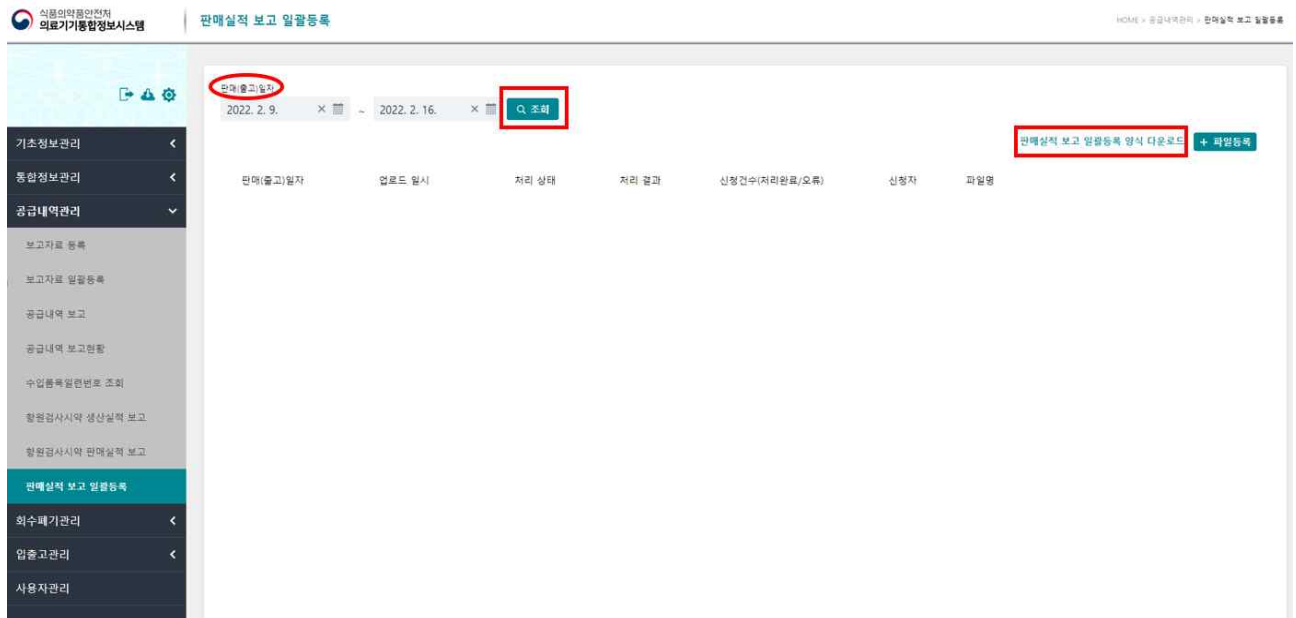 식품의약품안전처
의료기기통합정보시스템
판매실적 보고 일괄등록
HOME > 공급내역관리 > 판매실적 보고 일괄등록
판매(출고)일자
2022. 2. 9. ~ 2022. 2. 16. 조회
판매실적 보고 일괄등록 양식 다운로드 + 파일등록
판매(출고)일자 업로드 일시 처리 상태 처리 결과 신청건수(처리완료/오류) 신청자 파일명
기초정보관리
통합정보관리
공급내역관리
보고자료 등록
보고자료 일괄등록
공급내역 보고
공급내역 보고현황
수입품목일련번호 조회
항원검사시약 생산실적 보고
항원검사시약 판매실적 보고
판매실적 보고 일괄등록
회수폐기관리
입출고관리
사용자관리